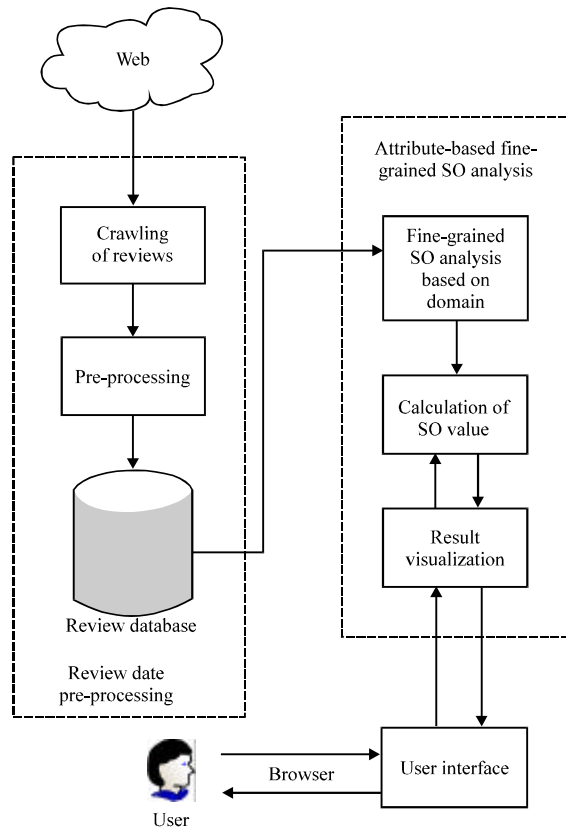 Web
Crawling
of reviews
Pre-processing
Review database
Review date
pre-processing
Attribute-based fine-
grained SO analysis
Fine-grained
SO analysis
based on
domain
Calculation of
SO value
Result
visualization
User interface
Browser
User